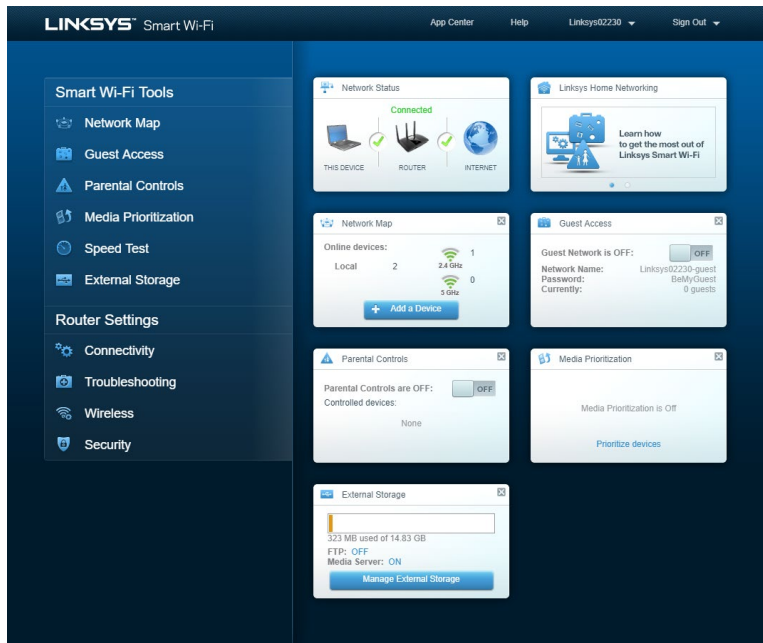 LINKSYS™ Smart Wi-Fi
App Center
Help
Linksys02230
Sign Out
Smart Wi-Fi Tools
Network Map
Guest Access
Parental Controls
Media Prioritization
Speed Test
External Storage
Router Settings
Connectivity
Troubleshooting
Wireless
Security
Network Status
Connected
THIS DEVICE
ROUTER
INTERNET
Linksys Home Networking
Learn how
to get the most out of
Linksys Smart Wi-Fi
Network Map
Online devices:
Local 2
1
2.4 GHz
0
5 GHz
+ Add a Device
Guest Access
Guest Network is OFF: OFF
Network Name: Linksys02230-guest
Password: BeMyGuest
Currently: 0 guests
Parental Controls
Parental Controls are OFF: OFF
Controlled devices:
None
Media Prioritization
Media Prioritization is Off
Prioritize devices
External Storage
323 MB used of 14.83 GB
FTP: OFF
Media Server: ON
Manage External Storage